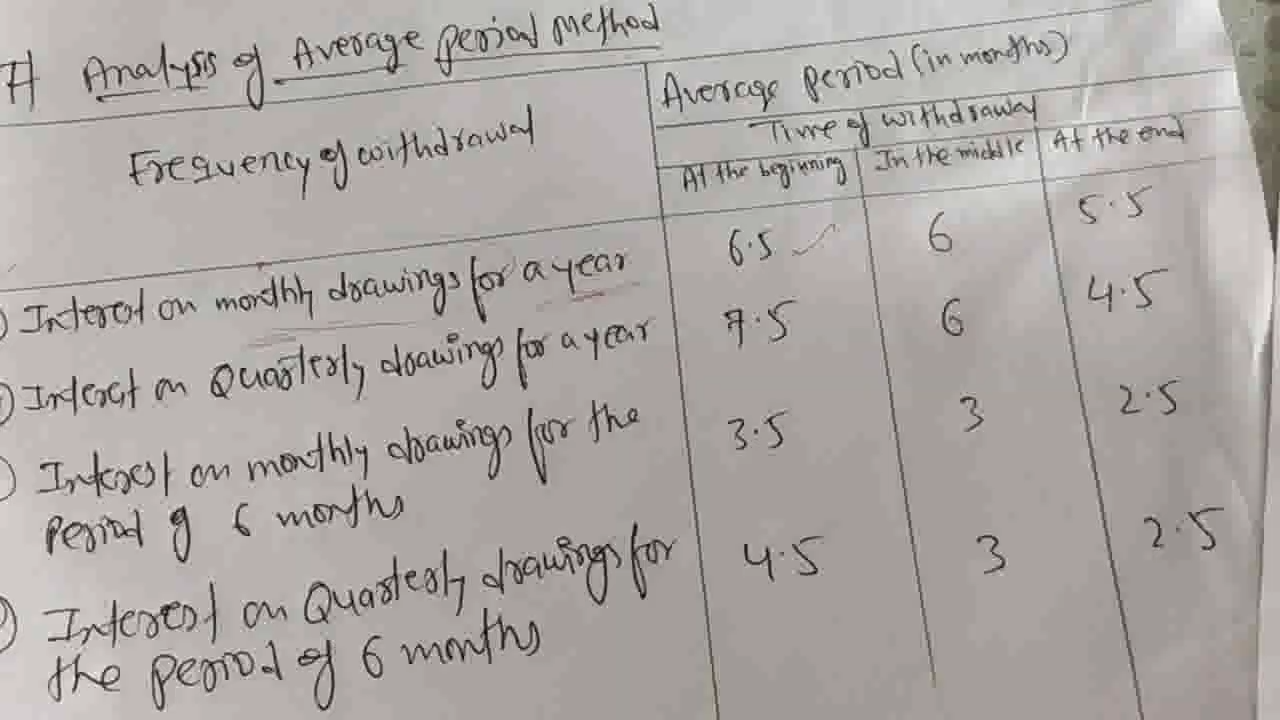 7) Analysis of Average period Method
Frequency of withdrawal
Average period (in months)
Time of withdrawal
At the beginning In the middle At the end
Interest on monthly drawings for a year 6.5 6 5.5
Interest on Quarterly drawings for a year 7.5 6 4.5
Interest on monthly drawings for the 3.5 3 2.5
period of 6 months
Interest on Quarterly drawings for 4.5 3 2.5
the period of 6 months